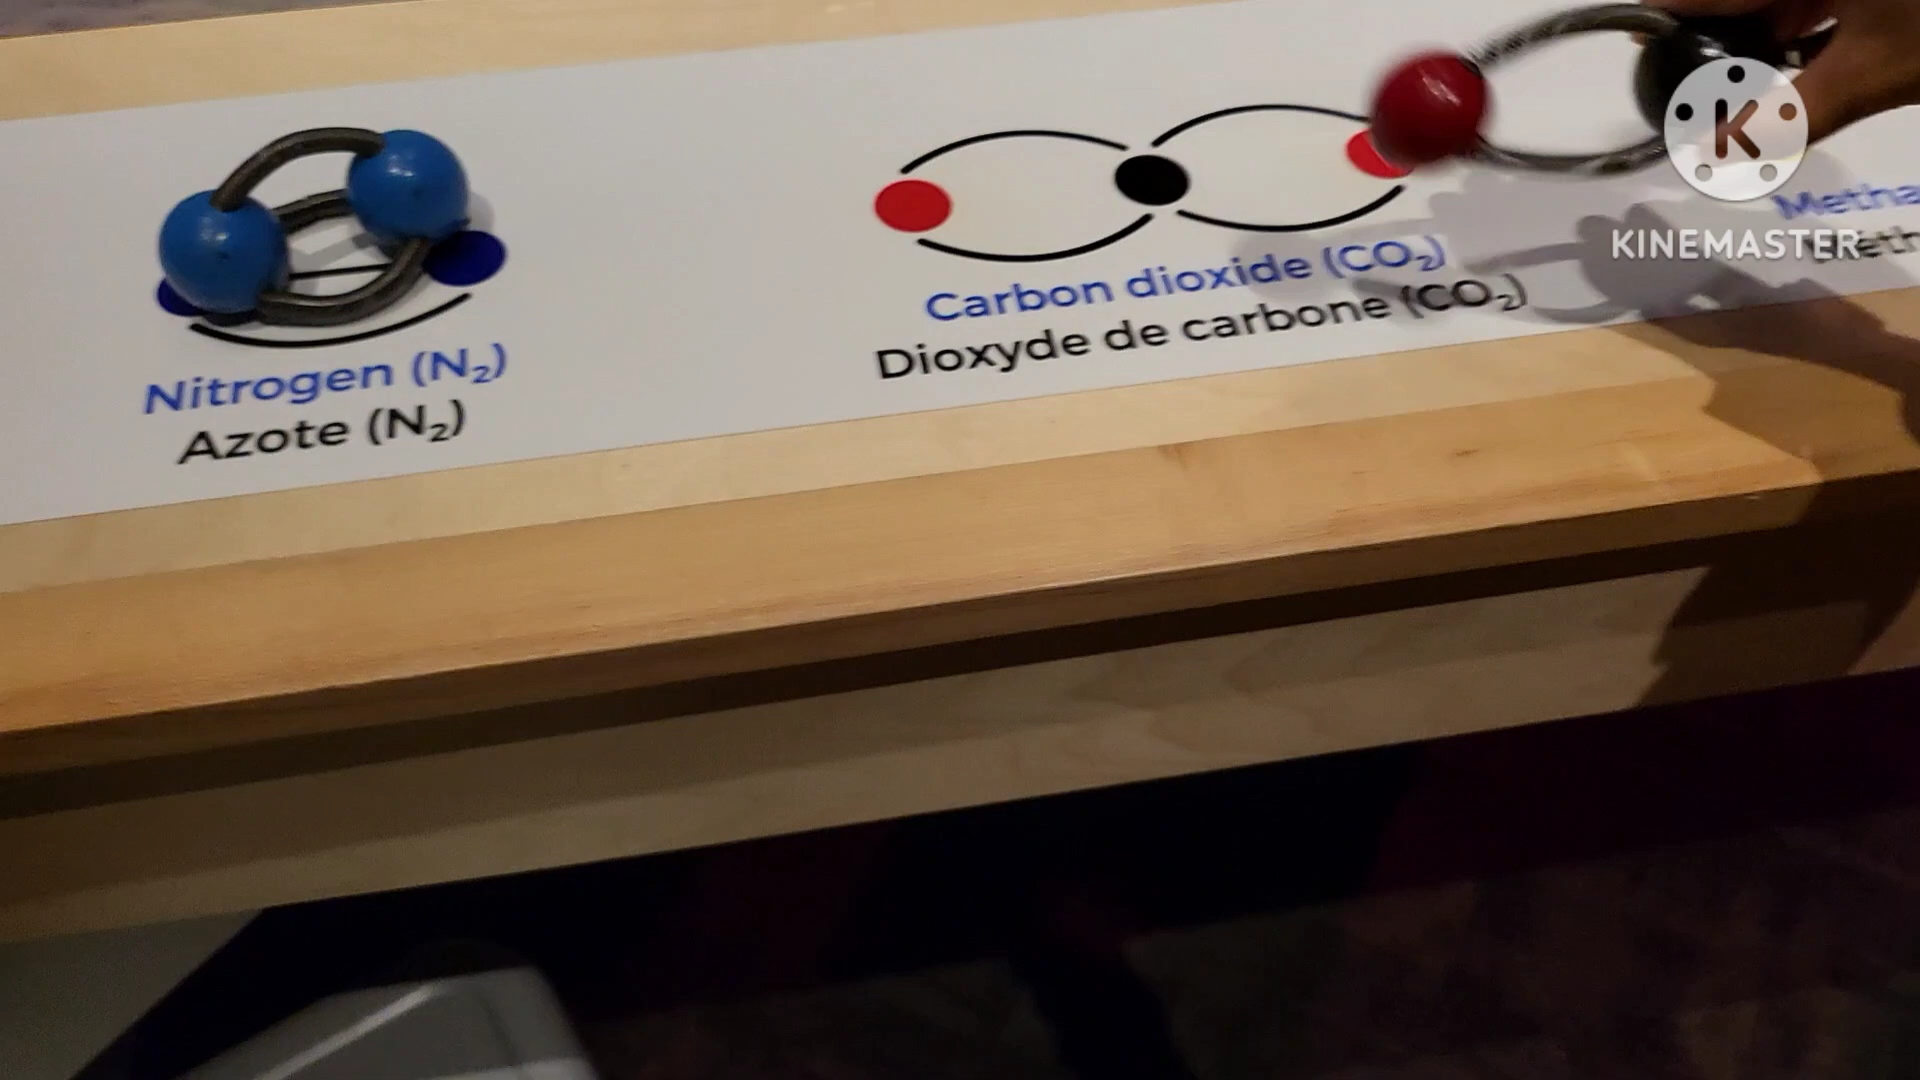 Nitrogen (N₂)
Azote (N₂)
Carbon dioxide (CO₂)
Dioxyde de carbone (CO₂)
K
KINEMASTER